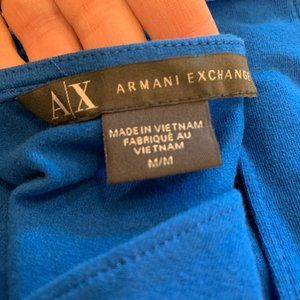 A|X ARMANI EXCHANGE
MADE IN VIETNAM
FABRIQUÉ AU
VIETNAM
M/M